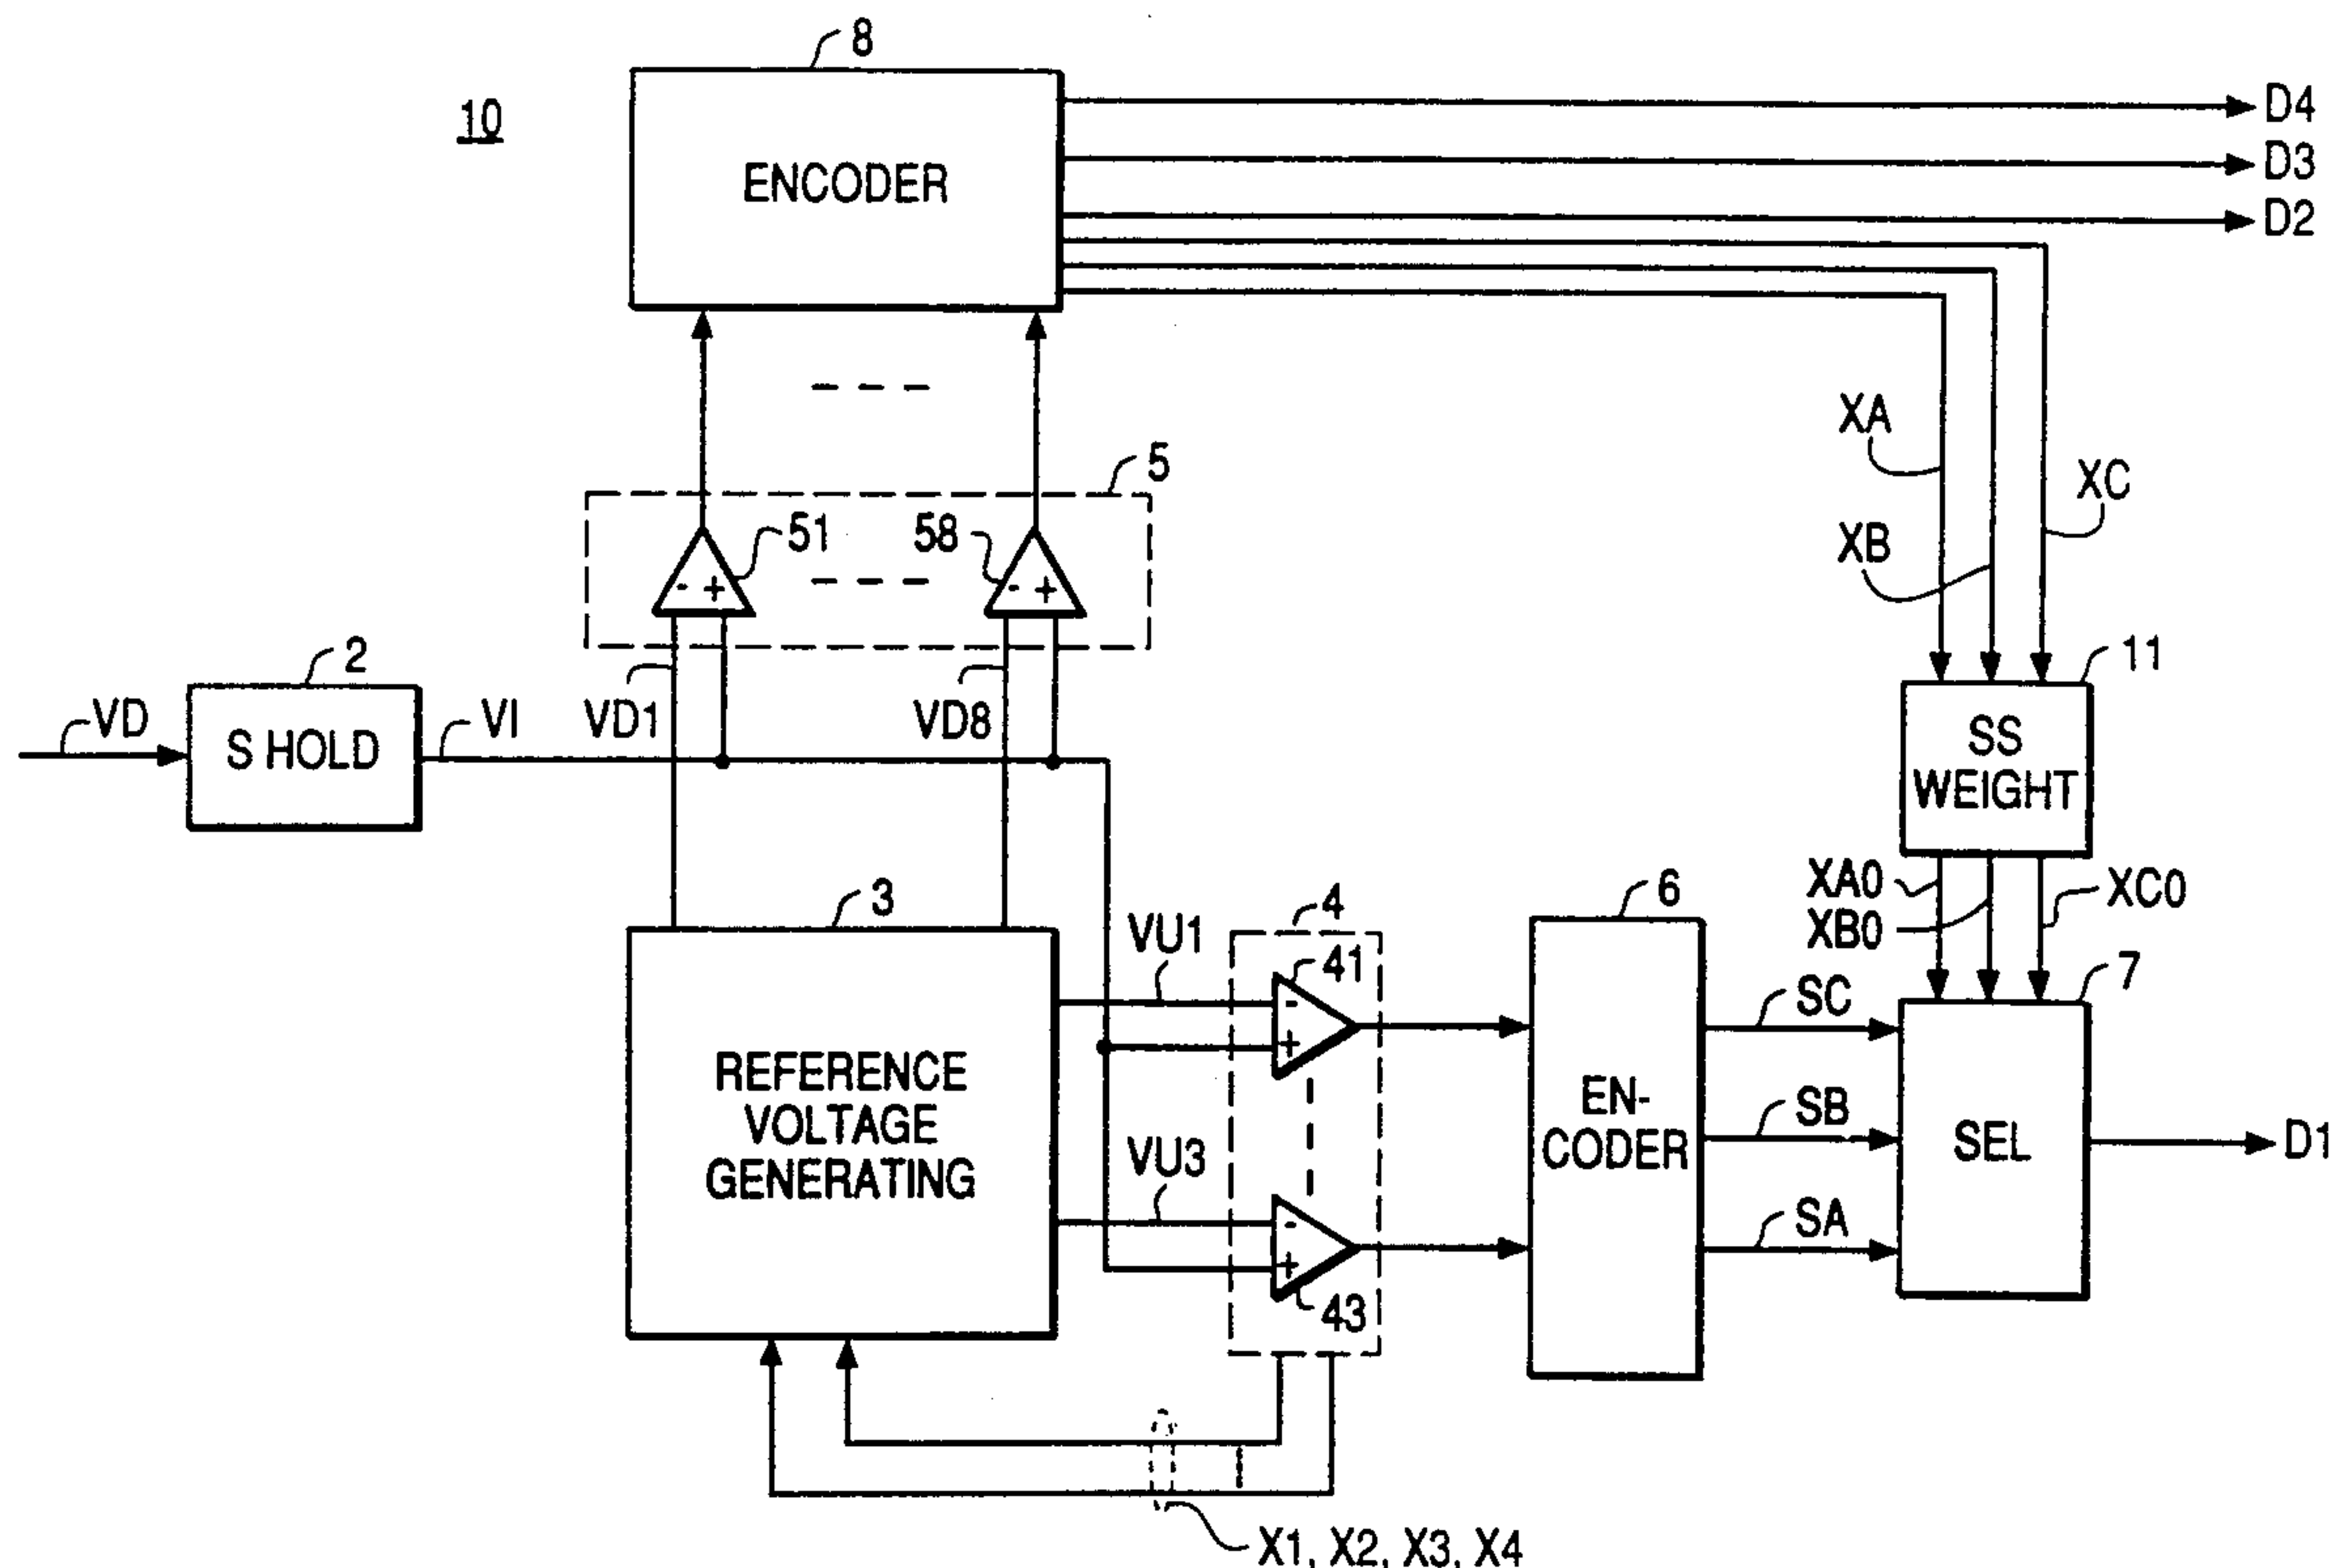 8
10
ENCODER
D4
D3
D2
XA
XB
XC
5
51
58
- +
- +
2
VD
S HOLD
VI
VD1
VD8
11
SS
WEIGHT
XA0
XB0
XC0
3
REFERENCE
VOLTAGE
GENERATING
VU1
VU3
4
41
-
+
-
+
43
6
EN-
CODER
SC
SB
SA
7
SEL
D1
X1, X2, X3, X4